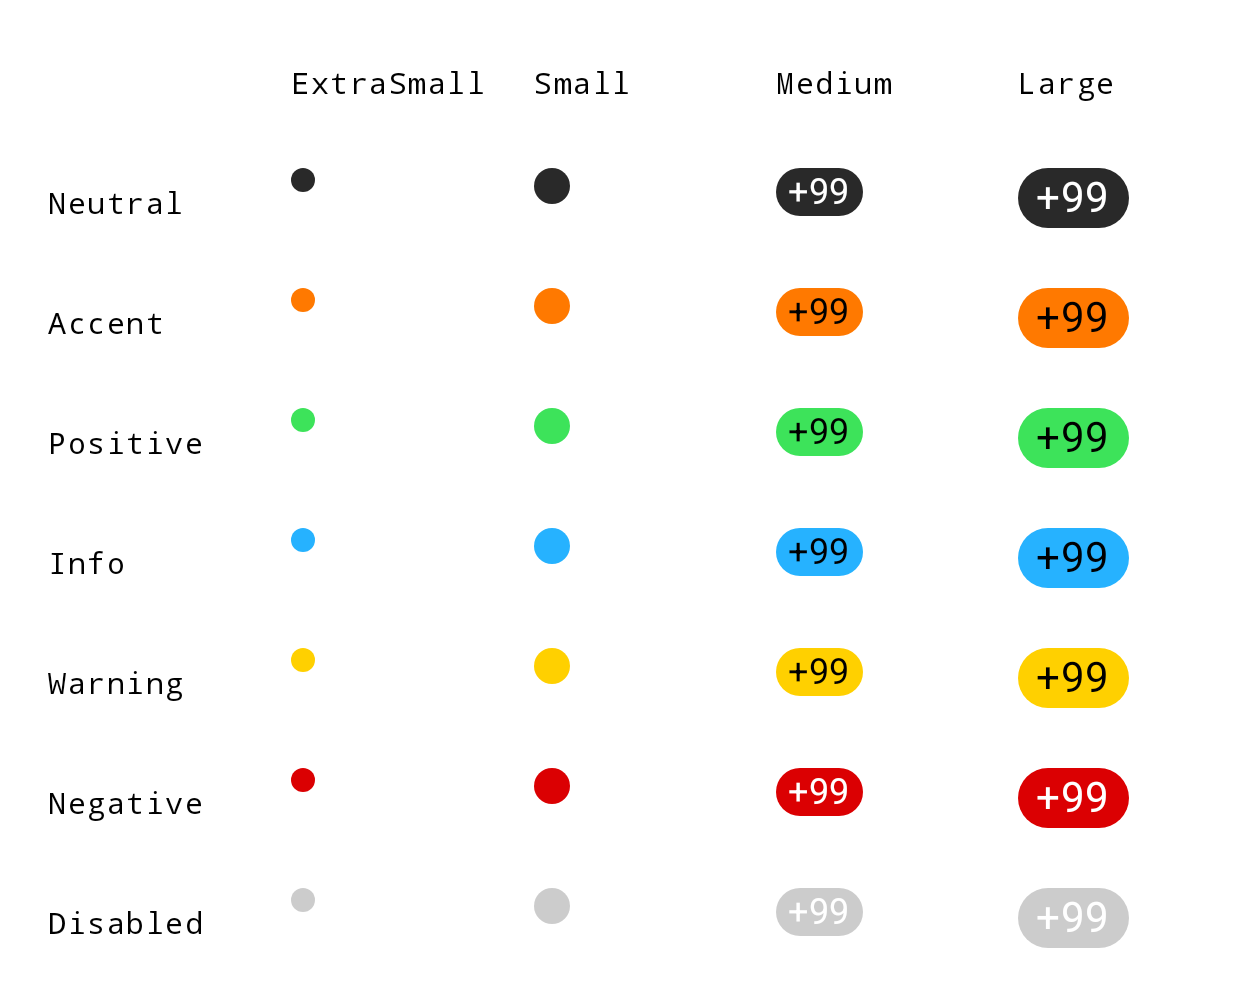 ExtraSmall Small Medium Large
Neutral +99 +99
Accent +99 +99
Positive +99 +99
Info +99 +99
Warning +99 +99
Negative +99 +99
Disabled +99 +99